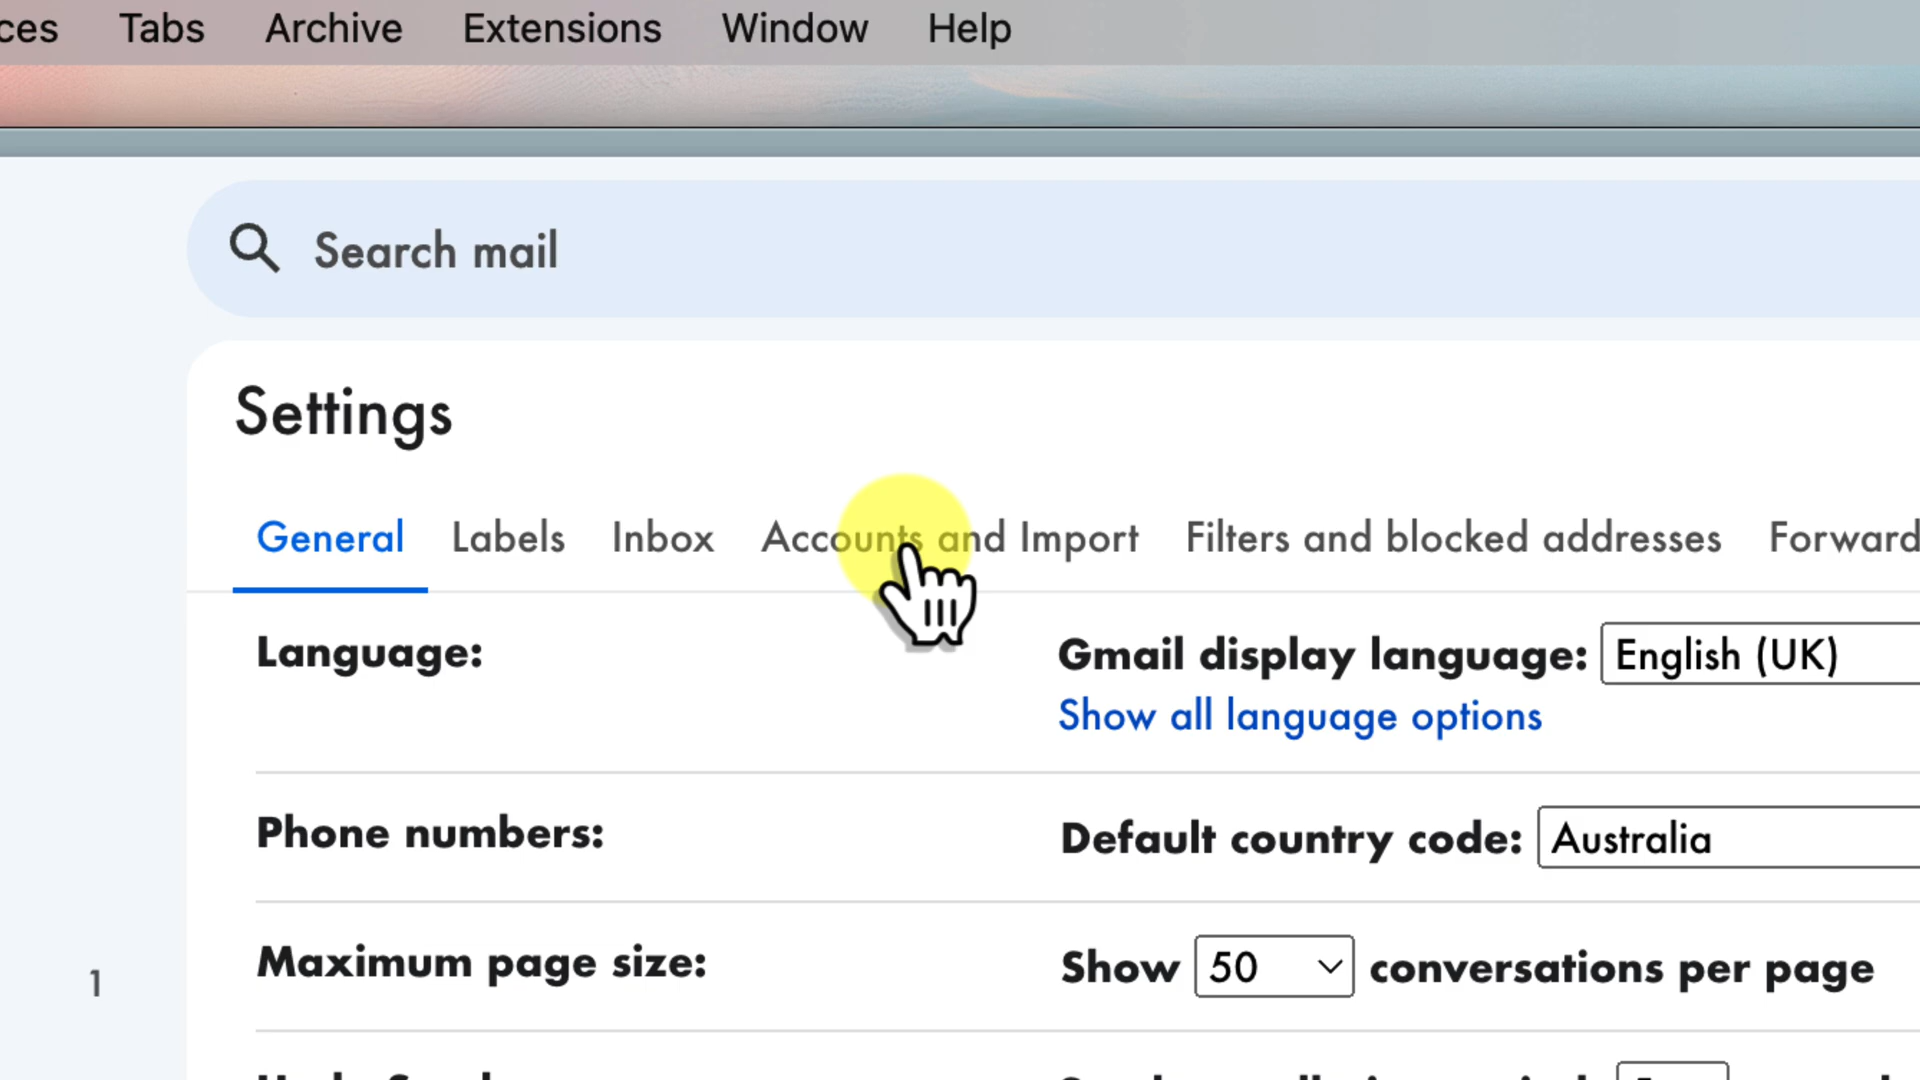 Tabs Archive Extensions Window Help
Search mail
Settings
General Labels Inbox Accounts and Import Filters and blocked addresses Forward
Language: Gmail display language: English (UK)
Show all language options
Phone numbers: Default country code: Australia
Maximum page size: Show 50 conversations per page
1